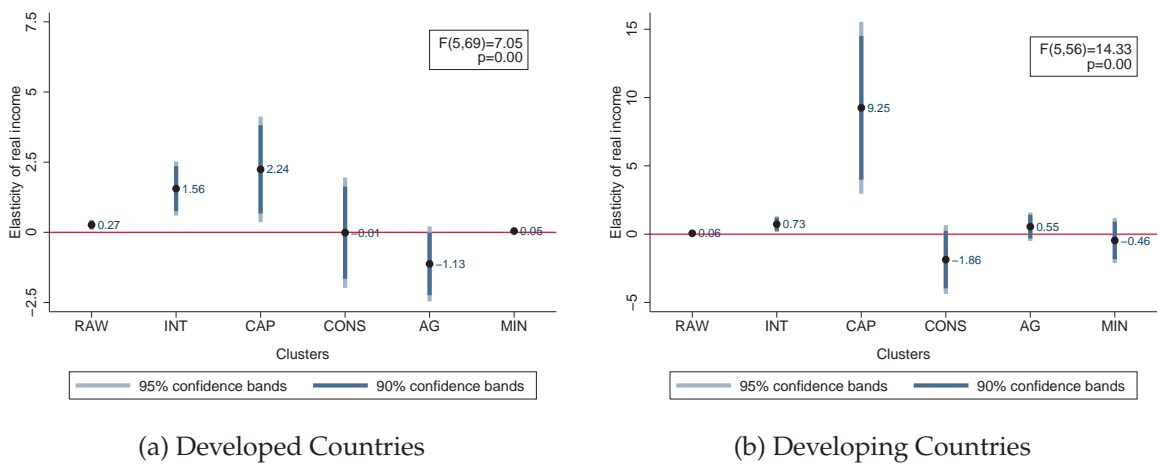 7.5
5
2.5
0
−2.5
Elasticity of real income
F(5,69)=7.05
p=0.00
0.27
1.56
2.24
−0.01
−1.13
0.05
RAW INT CAP CONS AG MIN
Clusters
95% confidence bands 90% confidence bands
(a) Developed Countries
15
10
5
0
−5
Elasticity of real income
F(5,56)=14.33
p=0.00
0.06
0.73
9.25
−1.86
0.55
−0.46
RAW INT CAP CONS AG MIN
Clusters
95% confidence bands 90% confidence bands
(b) Developing Countries